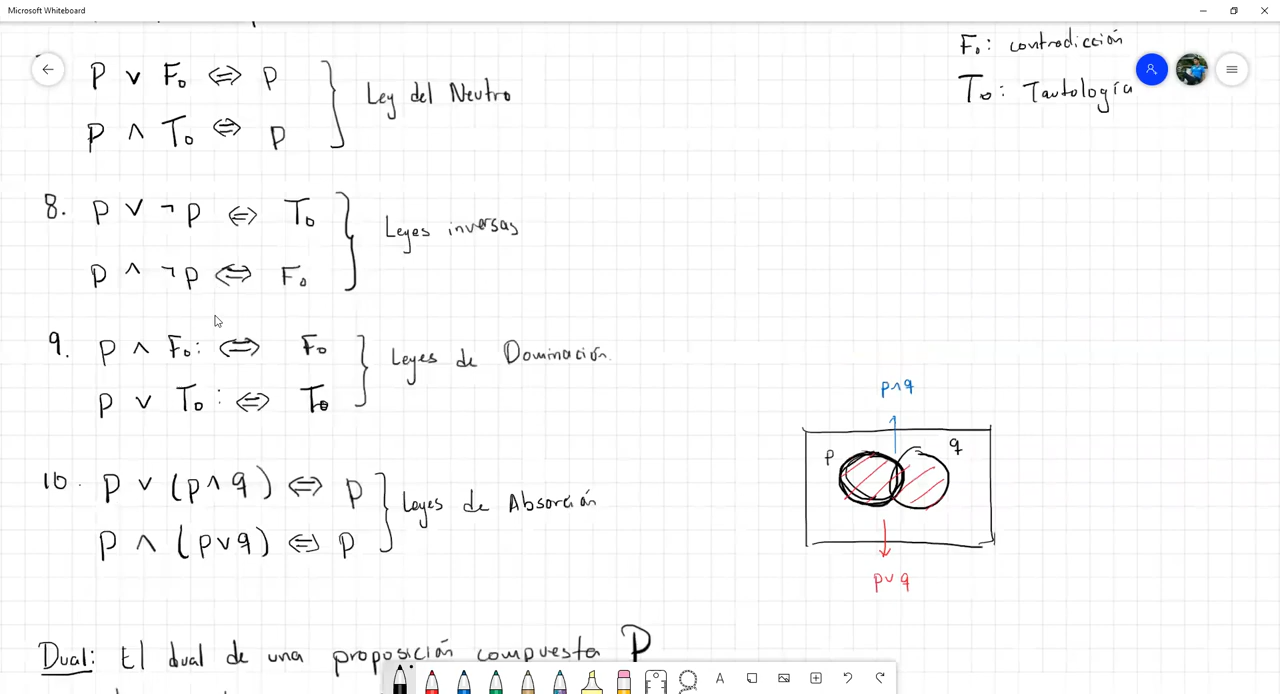 Microsoft Whiteboard
F₀: contradicción
T₀: Tautología
P ∨ F₀ ⇔ p
P ∧ T₀ ⇔ p
Ley del Neutro
8. P ∨ ¬p ⇔ T₀
P ∧ ¬p ⇔ F₀
Leyes inversas
9. p ∧ F₀: ⇔ F₀
p ∨ T₀: ⇔ T₀
Leyes de Dominación.
10. p ∨ (p∧q) ⇔ p
p ∧ (p∨q) ⇔ p
Leyes de Absorción
p∧q
p q
p∨q
Dual: El dual de una proposición compuesta P
A